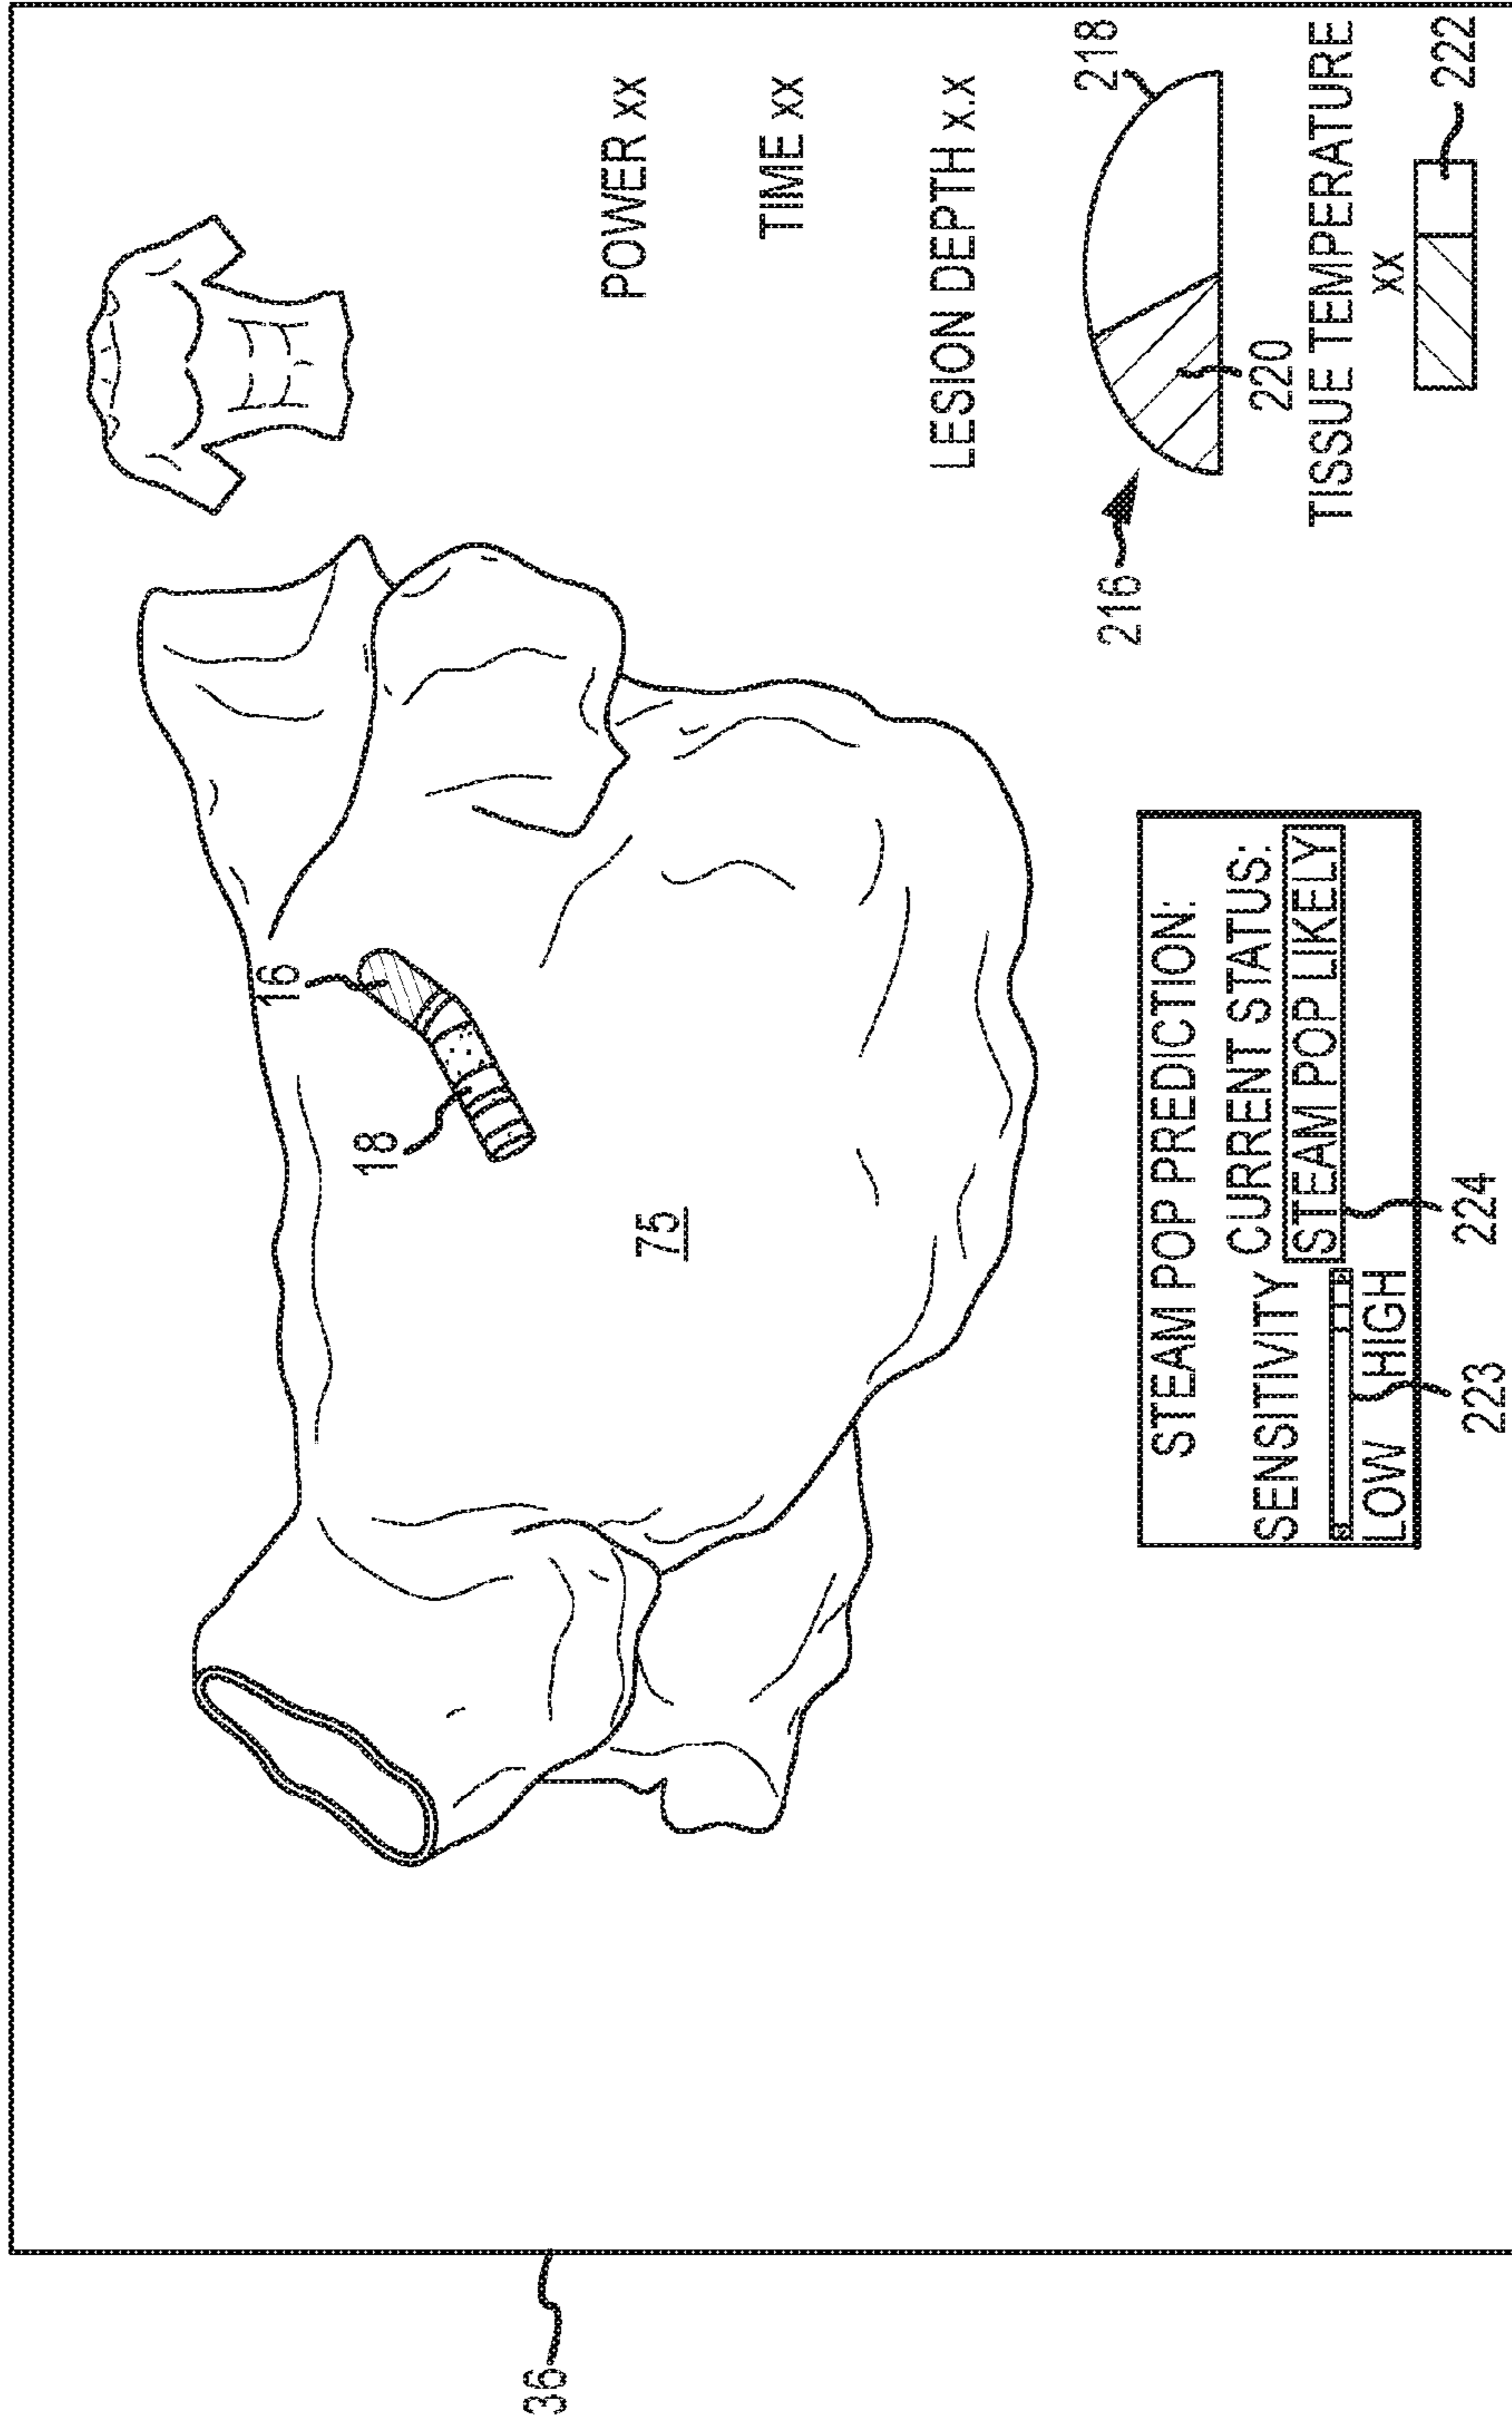 36
16
18
75
POWER xx
TIME xx
LESION DEPTH x.x
216
218
220
TISSUE TEMPERATURE
xx
222
STEAM POP PREDICTION:
SENSITIVITY CURRENT STATUS:
STEAM POP LIKELY
LOW HIGH
223
224